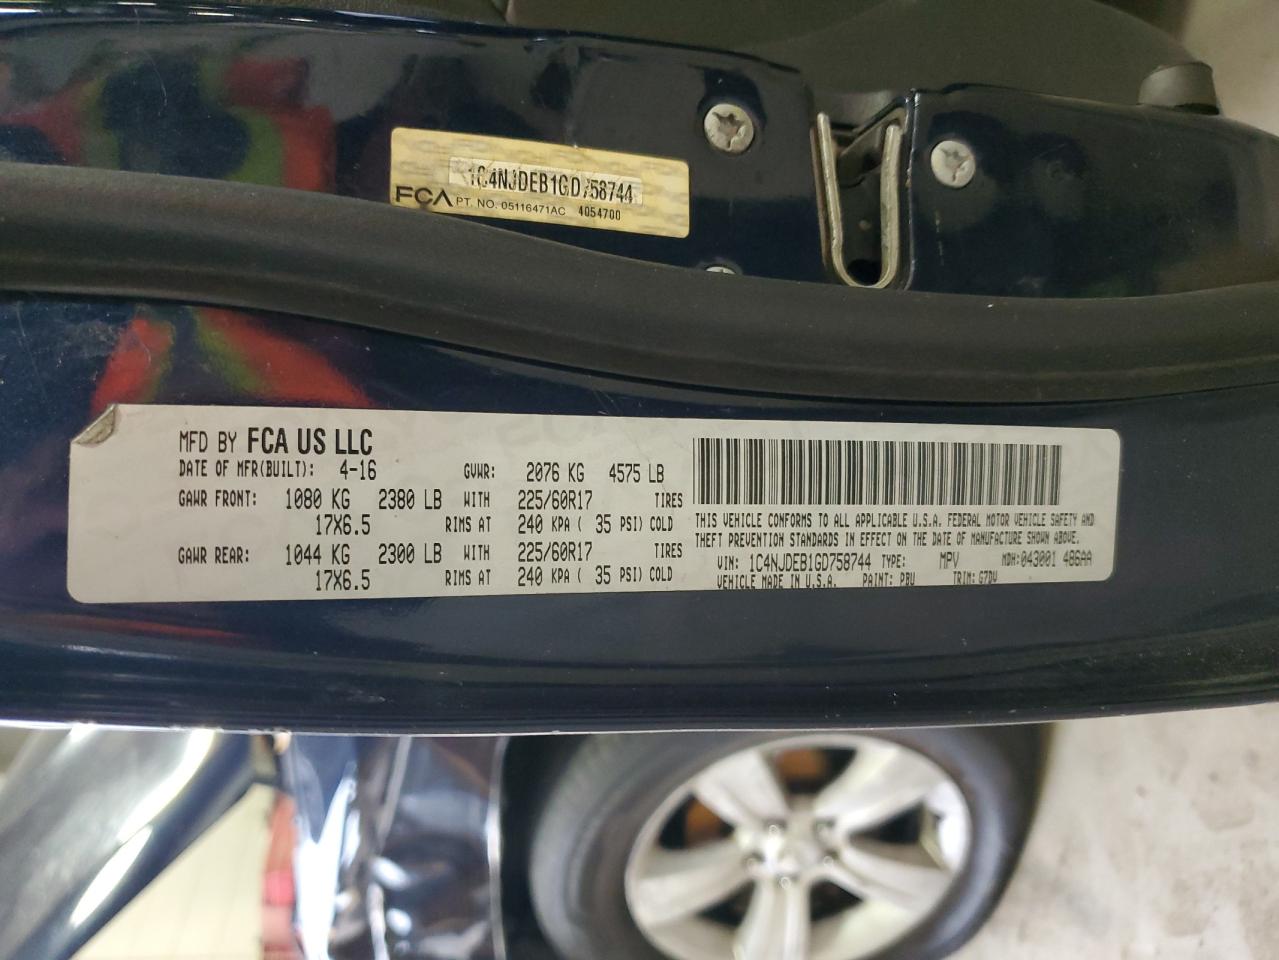 1C4NJDEB1GD758744
FCA PT. NO. 05116471AC 4054700
MFD BY FCA US LLC
DATE OF MFR(BUILT): 4-16 GVWR: 2076 KG 4575 LB
GAWR FRONT: 1080 KG 2380 LB WITH 225/60R17 TIRES
17X6.5 RIMS AT 240 KPA ( 35 PSI) COLD
GAWR REAR: 1044 KG 2300 LB WITH 225/60R17 TIRES
17X6.5 RIMS AT 240 KPA ( 35 PSI) COLD
THIS VEHICLE CONFORMS TO ALL APPLICABLE U.S.A. FEDERAL MOTOR VEHICLE SAFETY AND
THEFT PREVENTION STANDARDS IN EFFECT ON THE DATE OF MANUFACTURE SHOWN ABOVE.
VIN: 1C4NJDEB1GD758744 TYPE: MPV MDH:043001 486AA
VEHICLE MADE IN U.S.A. PAINT: PBU TRIM: G7DV